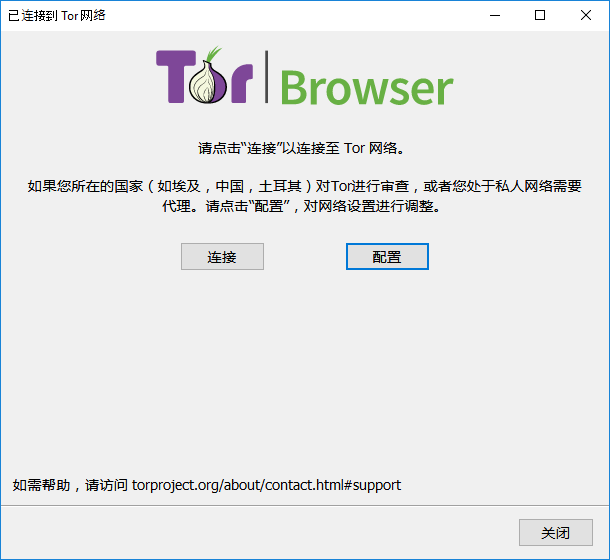 已连接到 Tor 网络
Tor Browser
请点击“连接”以连接至 Tor 网络。
如果您所在的国家（如埃及，中国，土耳其）对Tor进行审查，或者您处于私人网络需要
代理。请点击“配置”，对网络设置进行调整。
连接
配置
如需帮助，请访问 torproject.org/about/contact.html#support
关闭